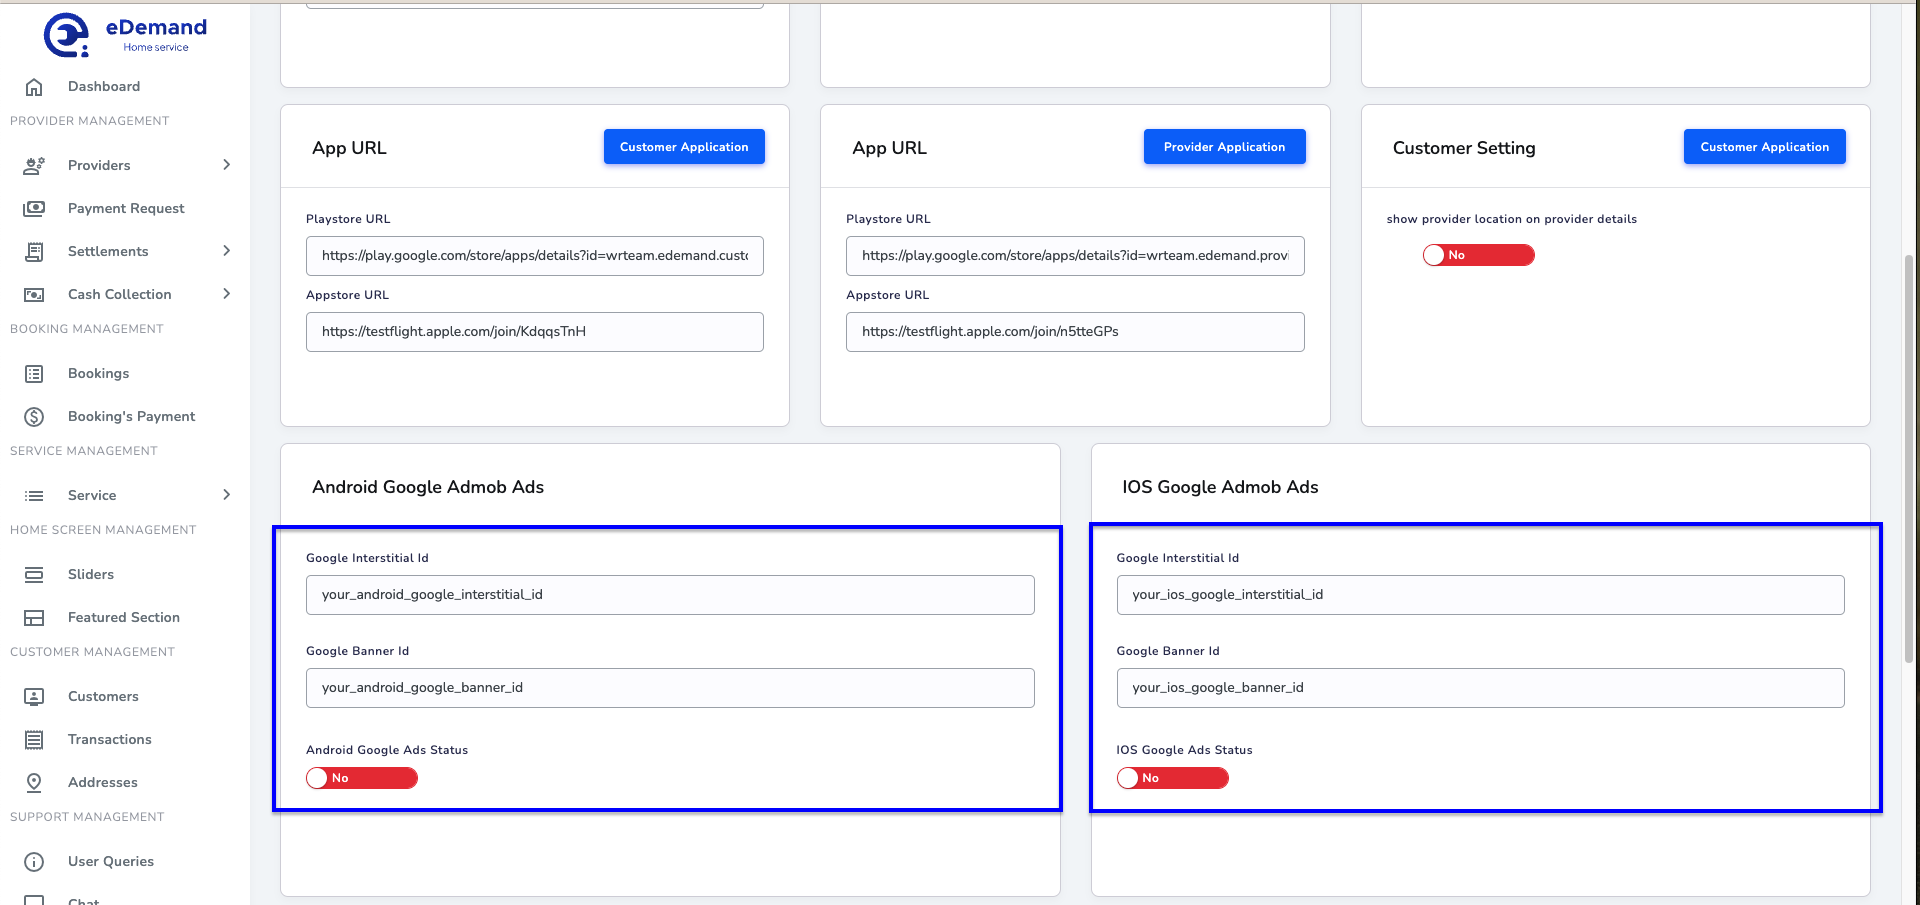 eDemand
Home service
Dashboard
PROVIDER MANAGEMENT
Providers
Payment Request
Settlements
Cash Collection
BOOKING MANAGEMENT
Bookings
Booking's Payment
SERVICE MANAGEMENT
Service
HOME SCREEN MANAGEMENT
Sliders
Featured Section
CUSTOMER MANAGEMENT
Customers
Transactions
Addresses
SUPPORT MANAGEMENT
User Queries
Chat
App URL
Customer Application
Playstore URL
https://play.google.com/store/apps/details?id=wrteam.edemand.custo
Appstore URL
https://testflight.apple.com/join/KdqqsTnH
App URL
Provider Application
Playstore URL
https://play.google.com/store/apps/details?id=wrteam.edemand.provi
Appstore URL
https://testflight.apple.com/join/n5tteGPs
Customer Setting
Customer Application
show provider location on provider details
No
Android Google Admob Ads
Google Interstitial Id
your_android_google_interstitial_id
Google Banner Id
your_android_google_banner_id
Android Google Ads Status
No
IOS Google Admob Ads
Google Interstitial Id
your_ios_google_interstitial_id
Google Banner Id
your_ios_google_banner_id
IOS Google Ads Status
No